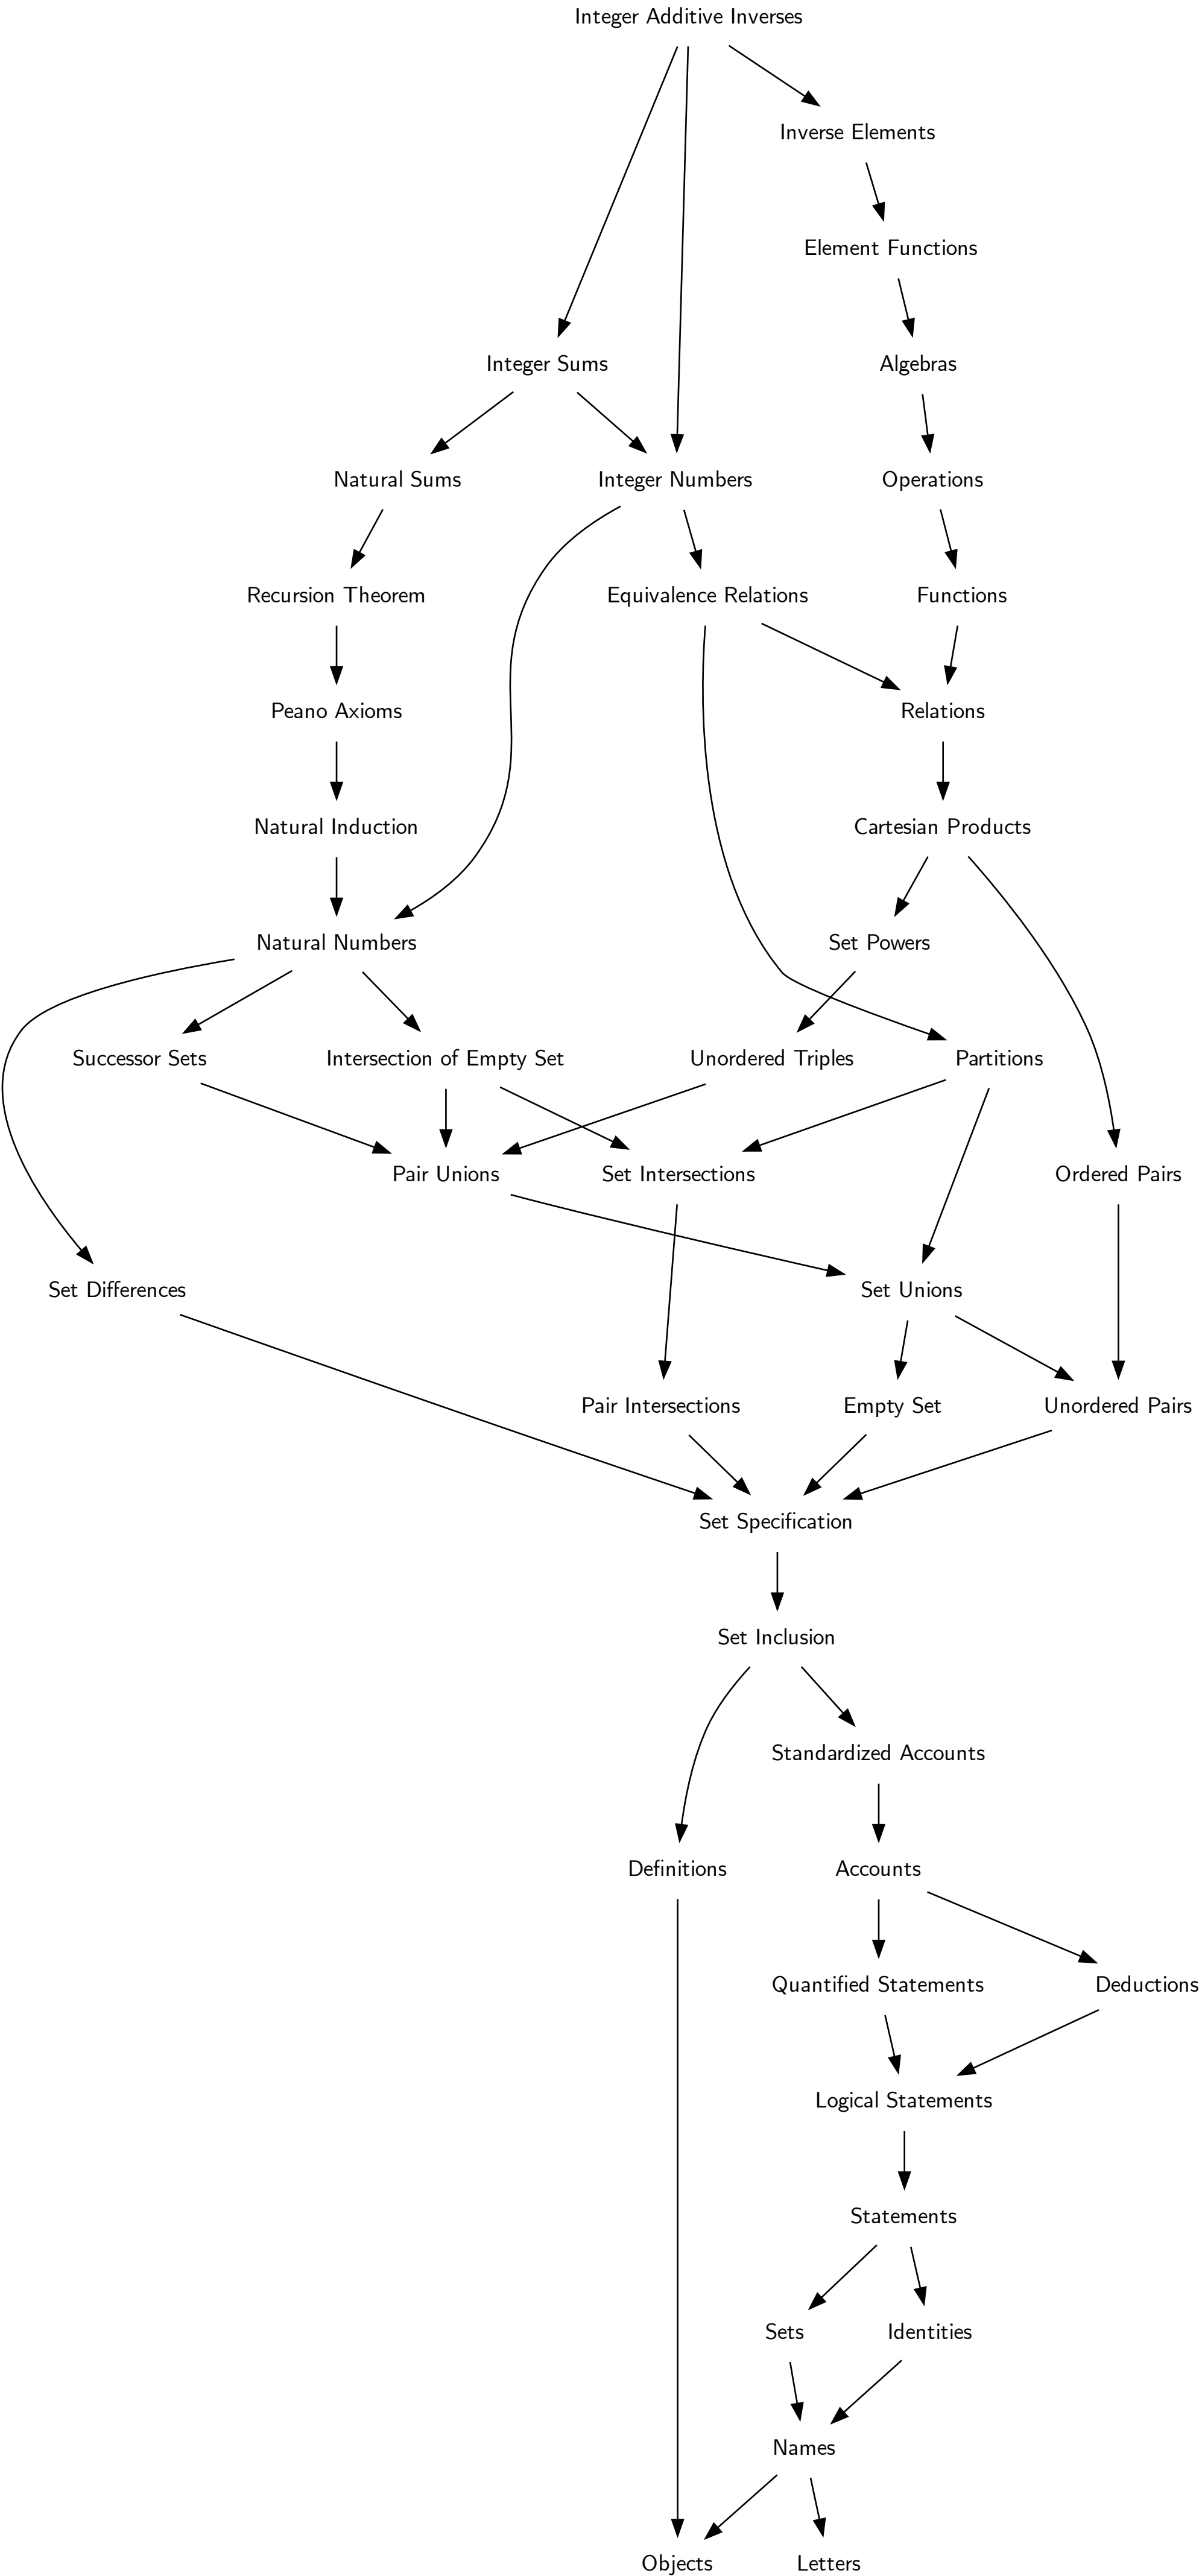 Integer Additive Inverses
Inverse Elements
Element Functions
Integer Sums
Algebras
Natural Sums
Integer Numbers
Operations
Recursion Theorem
Equivalence Relations
Functions
Peano Axioms
Relations
Natural Induction
Cartesian Products
Natural Numbers
Set Powers
Successor Sets
Intersection of Empty Set
Unordered Triples
Partitions
Pair Unions
Set Intersections
Ordered Pairs
Set Differences
Set Unions
Pair Intersections
Empty Set
Unordered Pairs
Set Specification
Set Inclusion
Standardized Accounts
Definitions
Accounts
Quantified Statements
Deductions
Logical Statements
Statements
Sets
Identities
Names
Objects
Letters